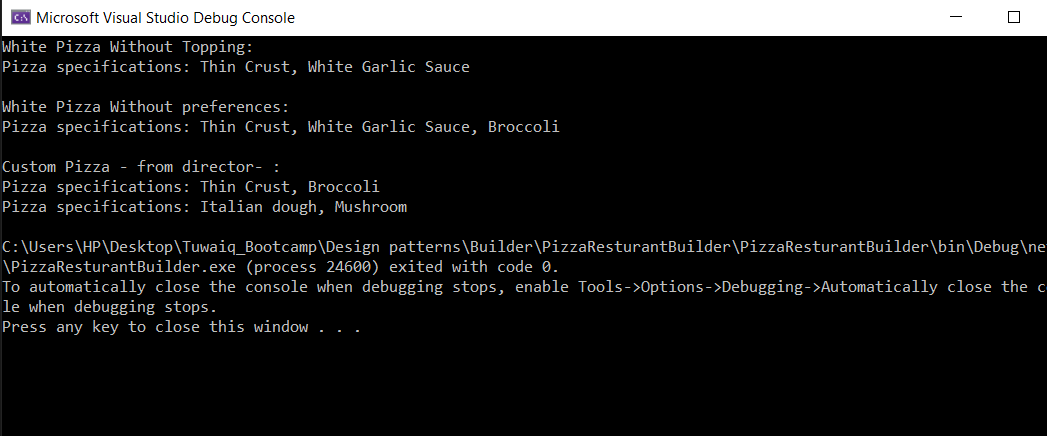 Microsoft Visual Studio Debug Console
White Pizza Without Topping:
Pizza specifications: Thin Crust, White Garlic Sauce
White Pizza Without preferences:
Pizza specifications: Thin Crust, White Garlic Sauce, Broccoli
Custom Pizza - from director- :
Pizza specifications: Thin Crust, Broccoli
Pizza specifications: Italian dough, Mushroom
C:\Users\HP\Desktop\Tuwaiq_Bootcamp\Design patterns\Builder\PizzaResturantBuilder\PizzaResturantBuilder\bin\Debug\ne
\PizzaResturantBuilder.exe (process 24600) exited with code 0.
To automatically close the console when debugging stops, enable Tools->Options->Debugging->Automatically close the c
le when debugging stops.
Press any key to close this window . . .